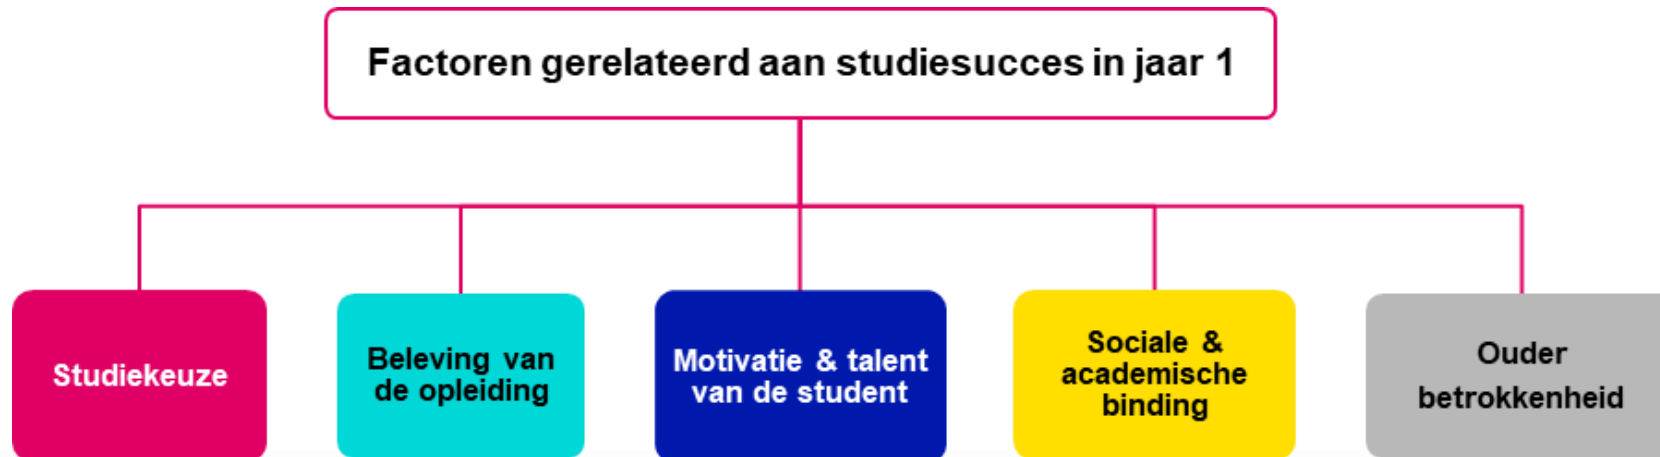 Factoren gerelateerd aan studiesucces in jaar 1
Studiekeuze
Beleving van
de opleiding
Motivatie & talent
van de student
Sociale &
academische
binding
Ouder
betrokkenheid